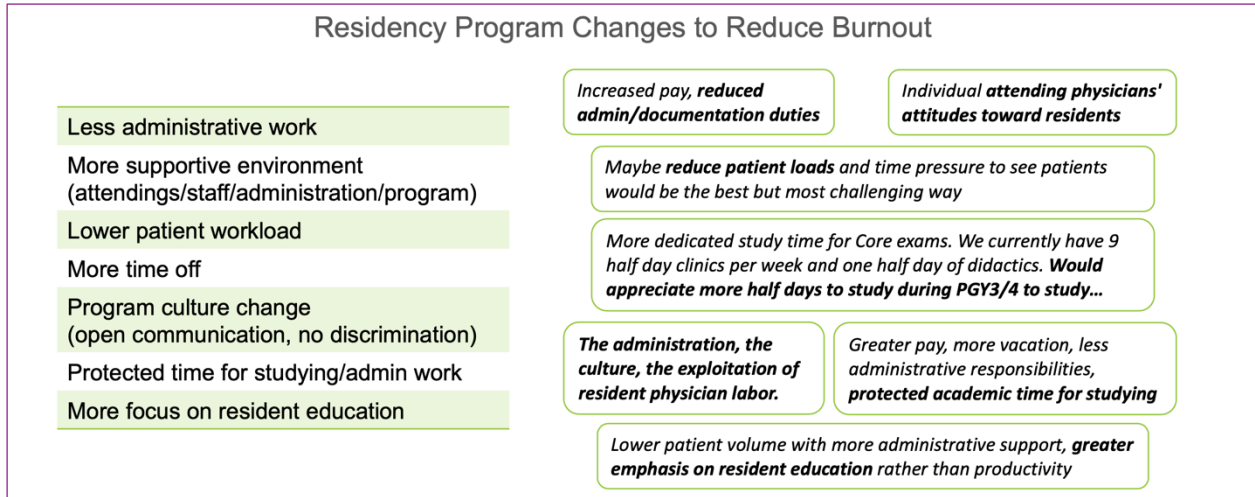 Residency Program Changes to Reduce Burnout
Less administrative work
More supportive environment
(attendings/staff/administration/program)
Lower patient workload
More time off
Program culture change
(open communication, no discrimination)
Protected time for studying/admin work
More focus on resident education
Increased pay, reduced
admin/documentation duties
Individual attending physicians'
attitudes toward residents
Maybe reduce patient loads and time pressure to see patients
would be the best but most challenging way
More dedicated study time for Core exams. We currently have 9
half day clinics per week and one half day of didactics. Would
appreciate more half days to study during PGY3/4 to study...
The administration, the
culture, the exploitation of
resident physician labor.
Greater pay, more vacation, less
administrative responsibilities,
protected academic time for studying
Lower patient volume with more administrative support, greater
emphasis on resident education rather than productivity